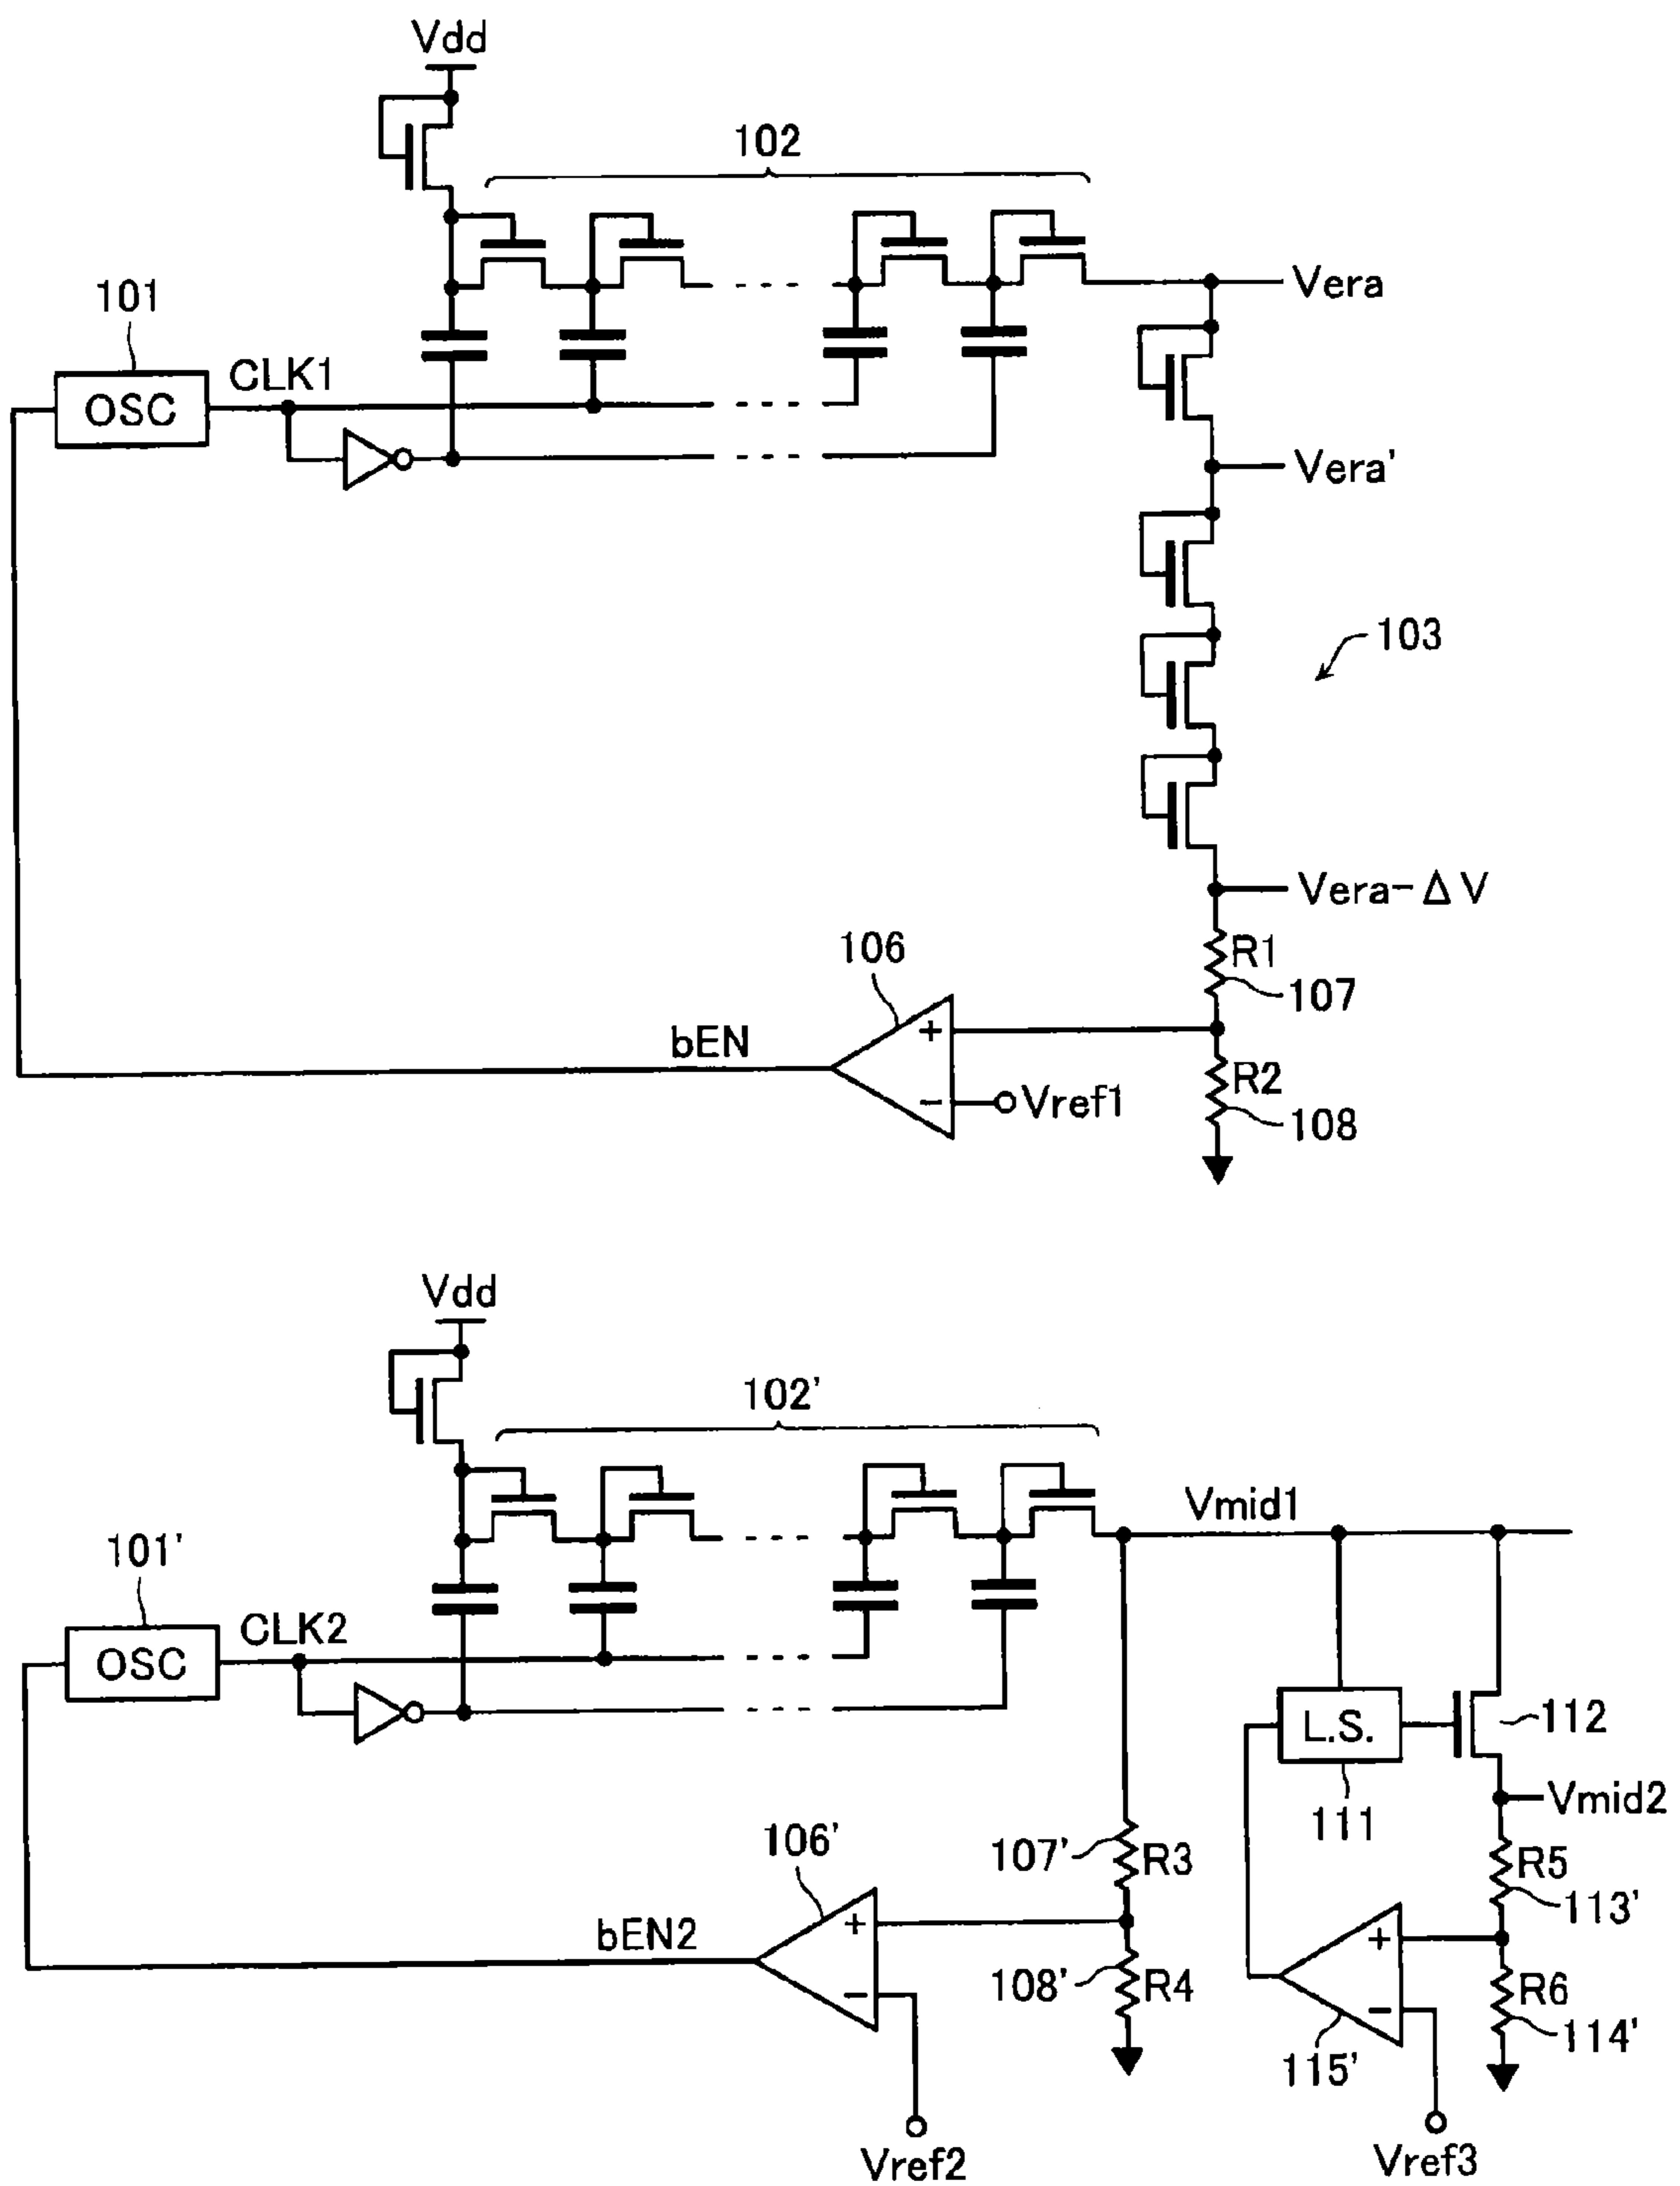 Vdd
102
101
OSC
CLK1
Vera
Vera'
103
Vera-ΔV
R1
107
106
+
-
bEN
Vref1
R2
108
Vdd
102'
Vmid1
101'
OSC
CLK2
L.S.
111
112
Vmid2
106'
+
-
bEN2
107'
R3
108'
R4
Vref2
R5
113'
+
-
R6
114'
115'
Vref3